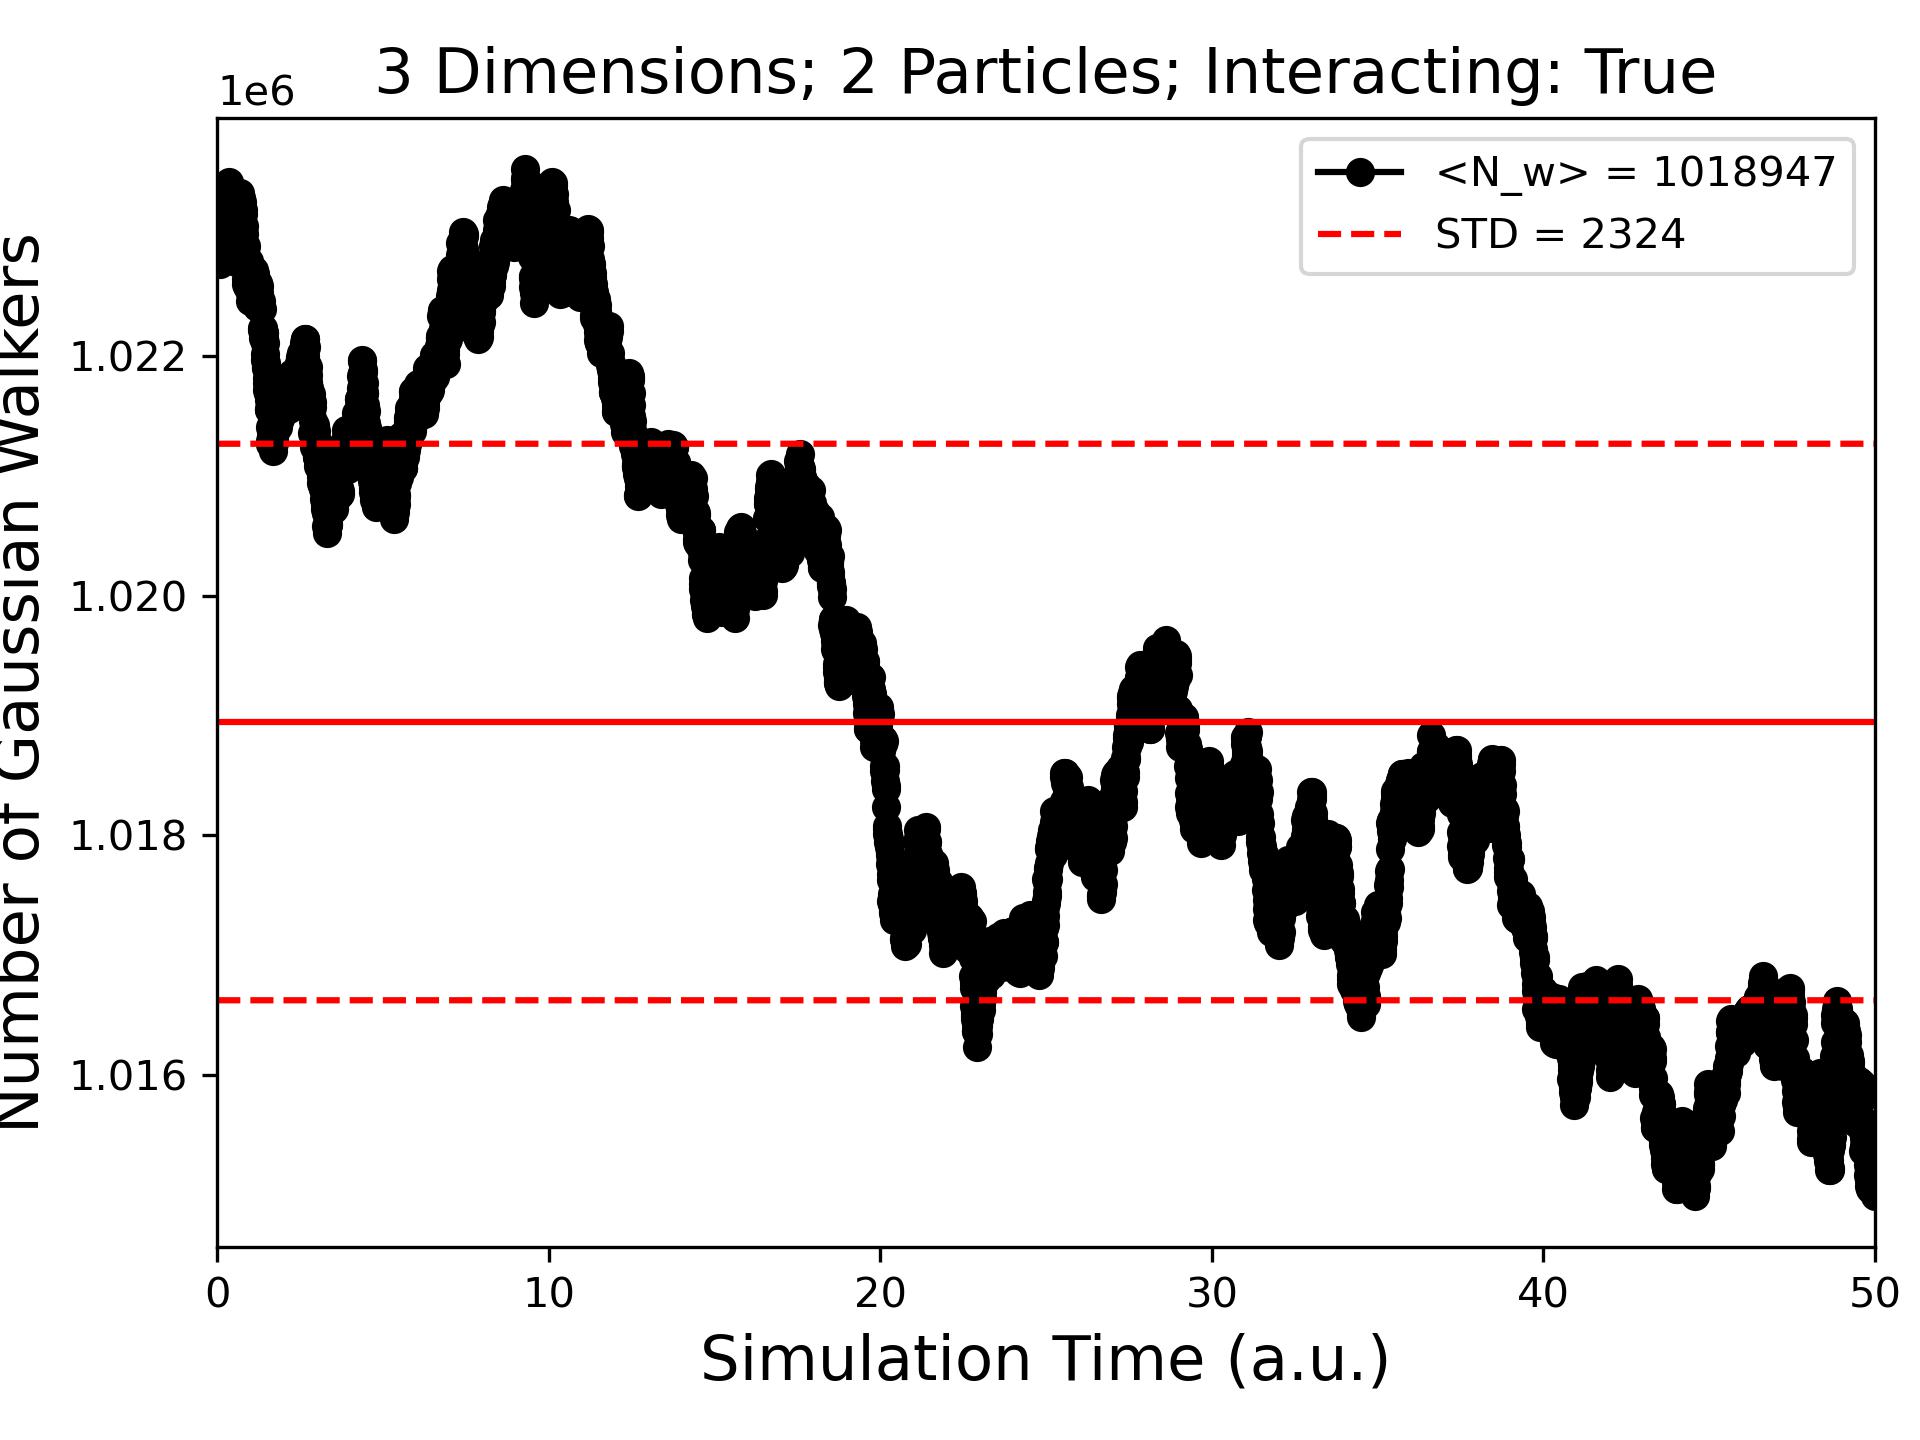 3 Dimensions; 2 Particles; Interacting: True
1e6
<N_w> = 1018947
STD = 2324
Number of Gaussian Walkers
1.022
1.020
1.018
1.016
0 10 20 30 40 50
Simulation Time (a.u.)